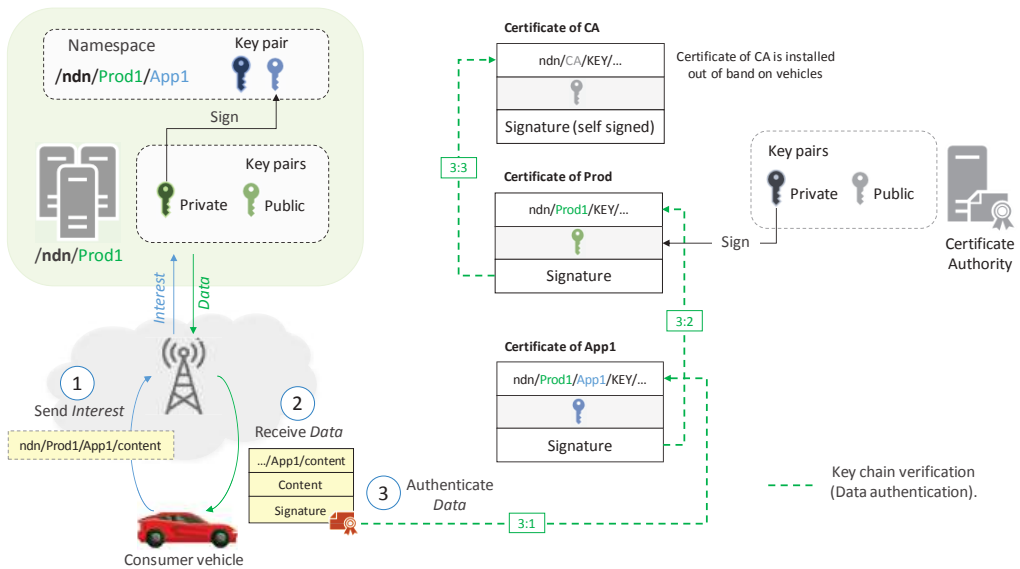 Namespace
/ndn/Prod1/App1
Key pair
Sign
Key pairs
Private
Public
/ndn/Prod1
Interest
Data
1
Send Interest
ndn/Prod1/App1/content
2
Receive Data
.../App1/content
Content
Signature
3
Authenticate
Data
Consumer vehicle
Certificate of CA
ndn/CA/KEY/...
Signature (self signed)
Certificate of CA is installed
out of band on vehicles
3:3
Certificate of Prod
ndn/Prod1/KEY/...
Signature
Sign
Key pairs
Private
Public
Certificate
Authority
3:2
Certificate of App1
ndn/Prod1/App1/KEY/...
Signature
3:1
Key chain verification
(Data authentication).